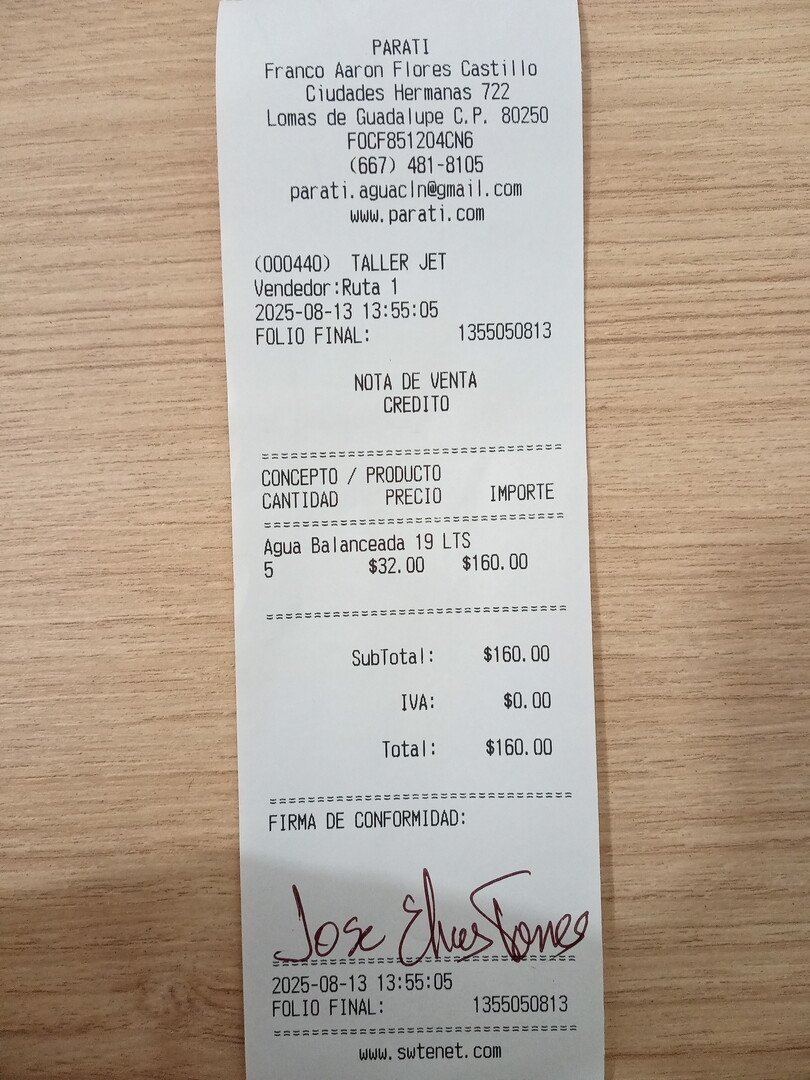 PARATI
Franco Aaron Flores Castillo
Ciudades Hermanas 722
Lomas de Guadalupe C.P. 80250
FOCF851204CN6
(667) 481-8105
parati.aguacln@gmail.com
www.parati.com
(000440) TALLER JET
Vendedor:Ruta 1
2025-08-13 13:55:05
FOLIO FINAL: 1355050813
NOTA DE VENTA
CREDITO
CONCEPTO / PRODUCTO
CANTIDAD PRECIO IMPORTE
Agua Balanceada 19 LTS
5 $32.00 $160.00
SubTotal: $160.00
IVA: $0.00
Total: $160.00
FIRMA DE CONFORMIDAD:
Jose Elias Torres
2025-08-13 13:55:05
FOLIO FINAL: 1355050813
www.swtenet.com